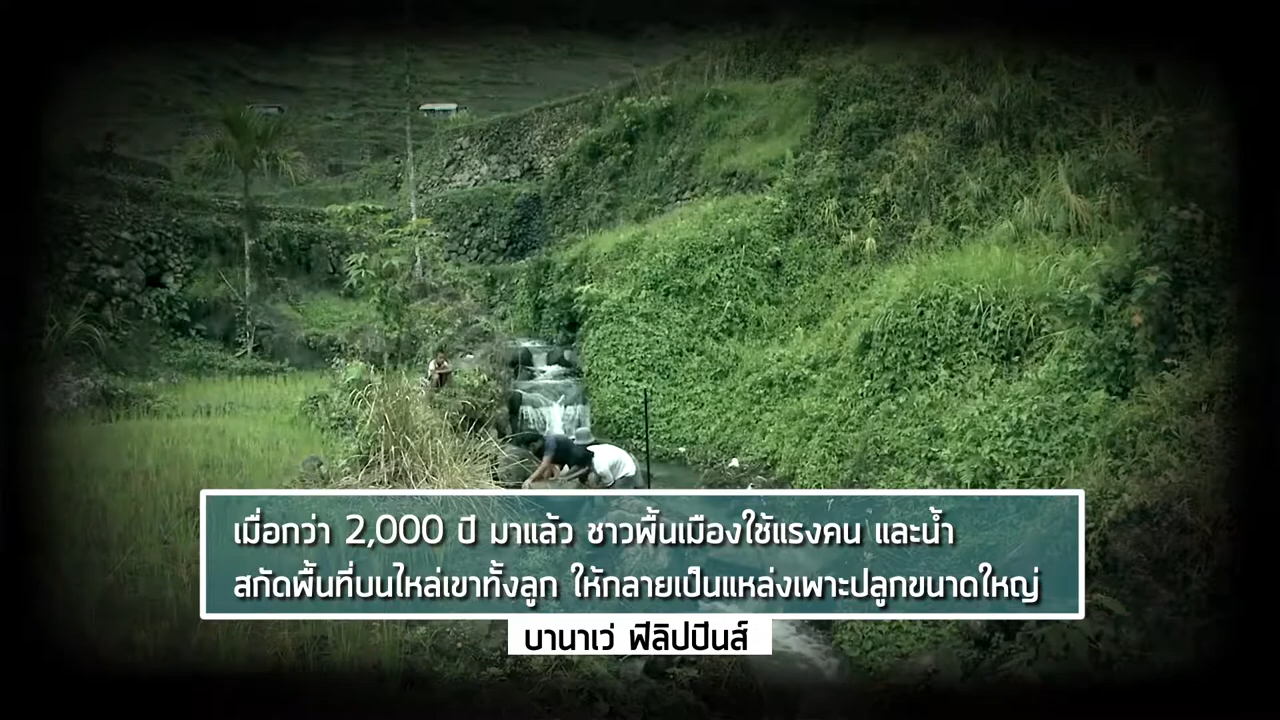 เมื่อกว่า 2,000 ปี มาแล้ว ชาวพื้นเมืองใช้แรงคน และน้ำ
สกัดพื้นที่บนไหล่เขาทั้งลูก ให้กลายเป็นแหล่งเพาะปลูกขนาดใหญ่
บานาเว่ ฟิลิปปินส์